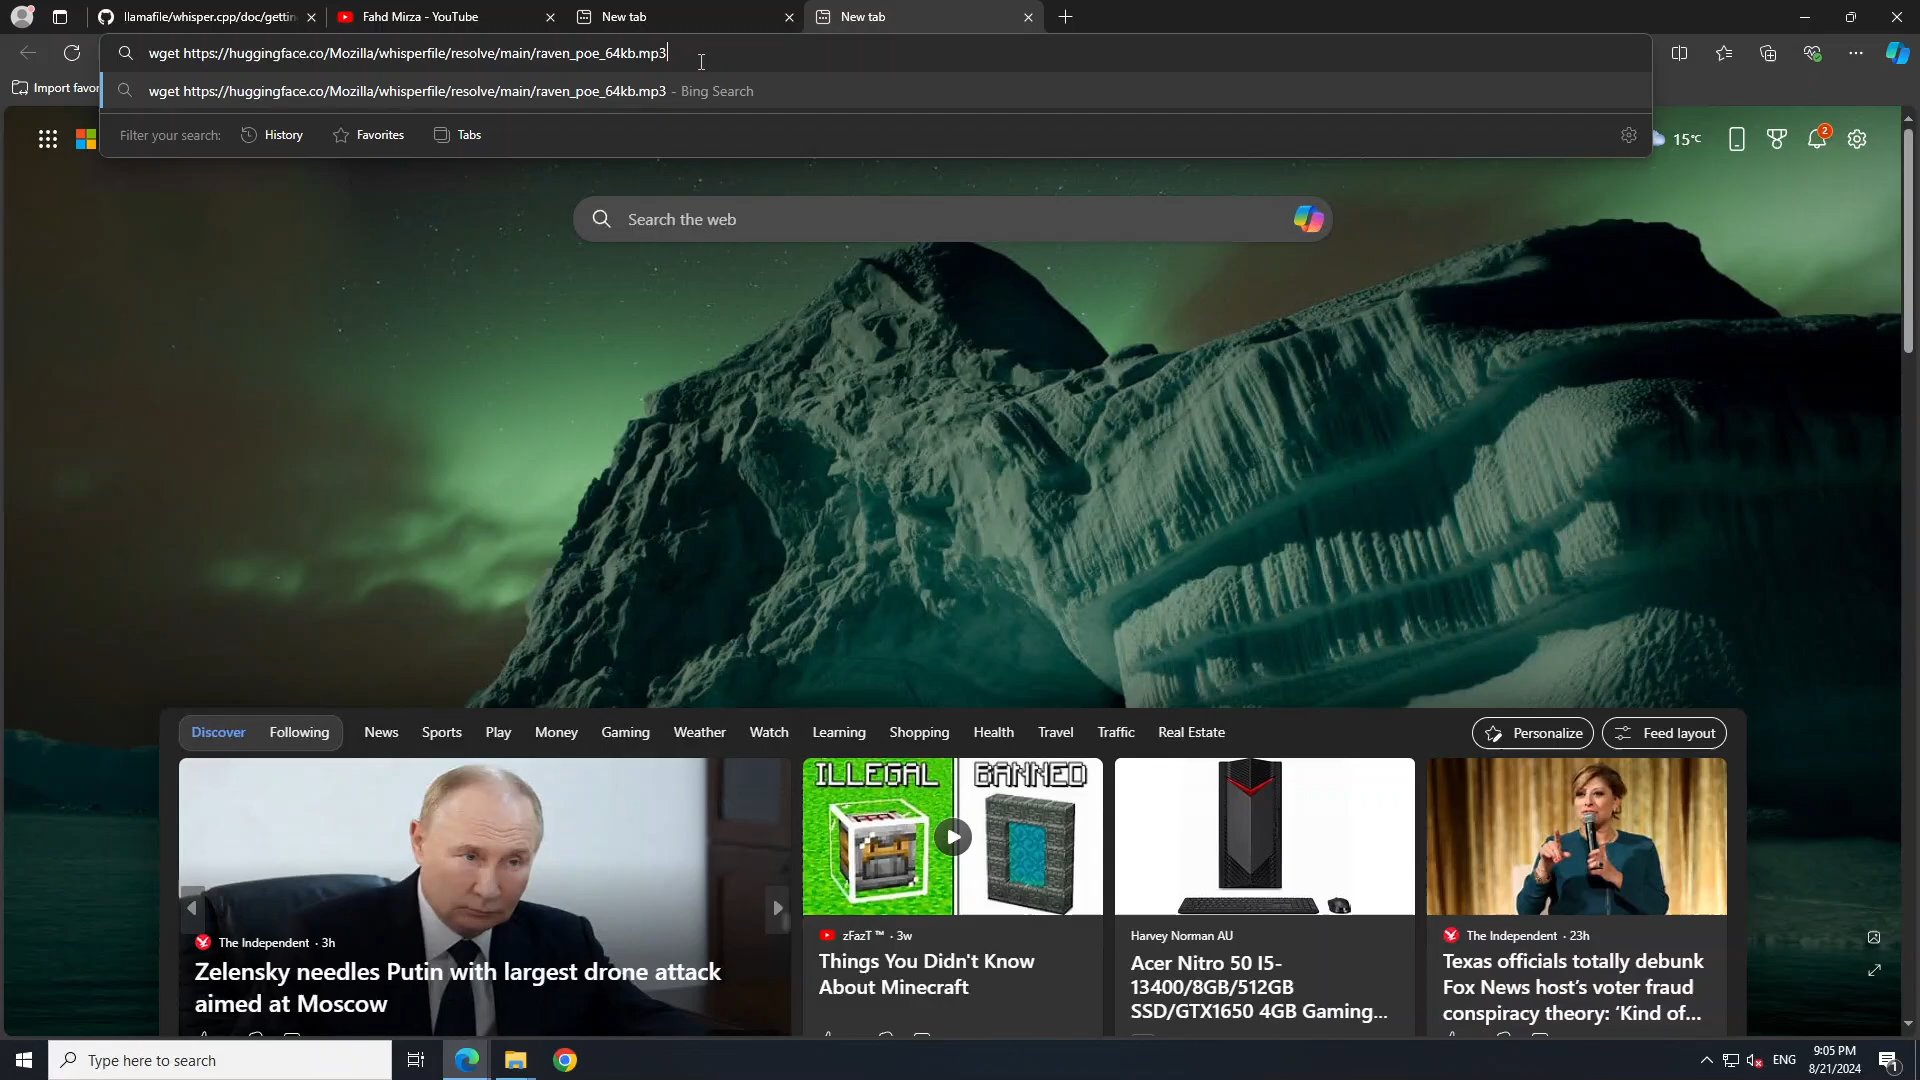 llamafile/whisper.cpp/doc/gettin
Fahd Mirza - YouTube
New tab
New tab
wget https://huggingface.co/Mozilla/whisperfile/resolve/main/raven_poe_64kb.mp3
Import favor
wget https://huggingface.co/Mozilla/whisperfile/resolve/main/raven_poe_64kb.mp3 - Bing Search
Filter your search: History Favorites Tabs
15°C
2
Search the web
Discover Following News Sports Play Money Gaming Weather Watch Learning Shopping Health Travel Traffic Real Estate
Personalize Feed layout
The Independent · 3h
Zelensky needles Putin with largest drone attack
aimed at Moscow
ILLEGAL BANNED
zFazT ™ · 3w
Things You Didn't Know
About Minecraft
Harvey Norman AU
Acer Nitro 50 I5-
13400/8GB/512GB
SSD/GTX1650 4GB Gaming...
The Independent · 23h
Texas officials totally debunk
Fox News host’s voter fraud
conspiracy theory: ‘Kind of...
Type here to search
ENG
9:05 PM
8/21/2024
1